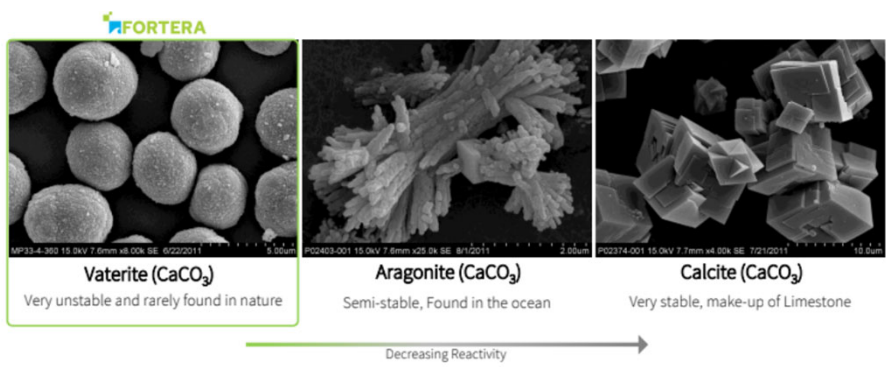 FORTERA
MP33-4-360 15.0kV 7.6mm x8.00k SE 6/22/2011 5.00um
P02403-001 15.0kV 7.6mm x25.0k SE 8/1/2011 2.00um
P02374-001 15.0kV 7.7mm x4.00k SE 7/21/2011 10.0um
Vaterite (CaCO₃)
Very unstable and rarely found in nature
Aragonite (CaCO₃)
Semi-stable, Found in the ocean
Calcite (CaCO₃)
Very stable, make-up of Limestone
Decreasing Reactivity